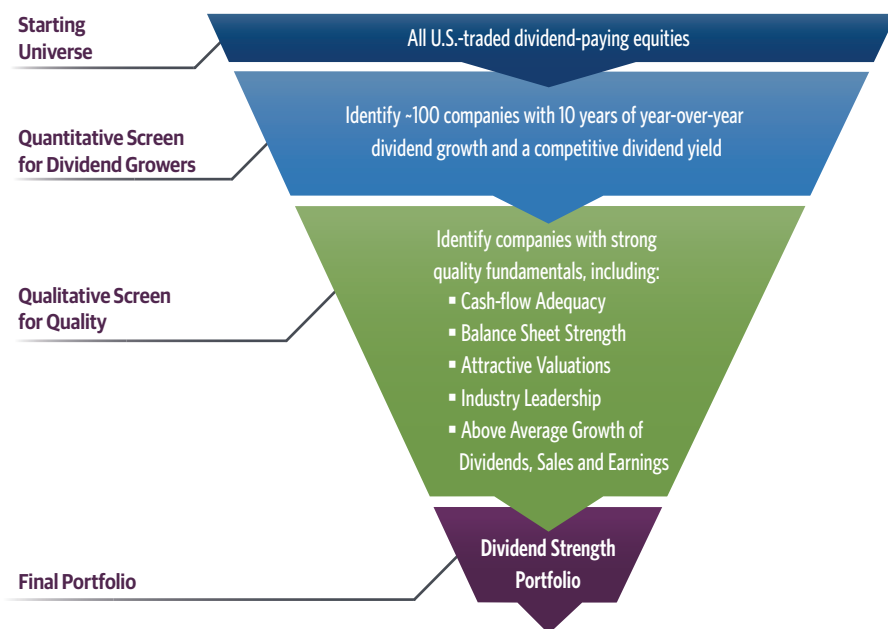 Starting
Universe
All U.S.-traded dividend-paying equities
Quantitative Screen
for Dividend Growers
Identify ~100 companies with 10 years of year-over-year
dividend growth and a competitive dividend yield
Qualitative Screen
for Quality
Identify companies with strong
quality fundamentals, including:
▪ Cash-flow Adequacy
▪ Balance Sheet Strength
▪ Attractive Valuations
▪ Industry Leadership
▪ Above Average Growth of
Dividends, Sales and Earnings
Final Portfolio
Dividend Strength
Portfolio